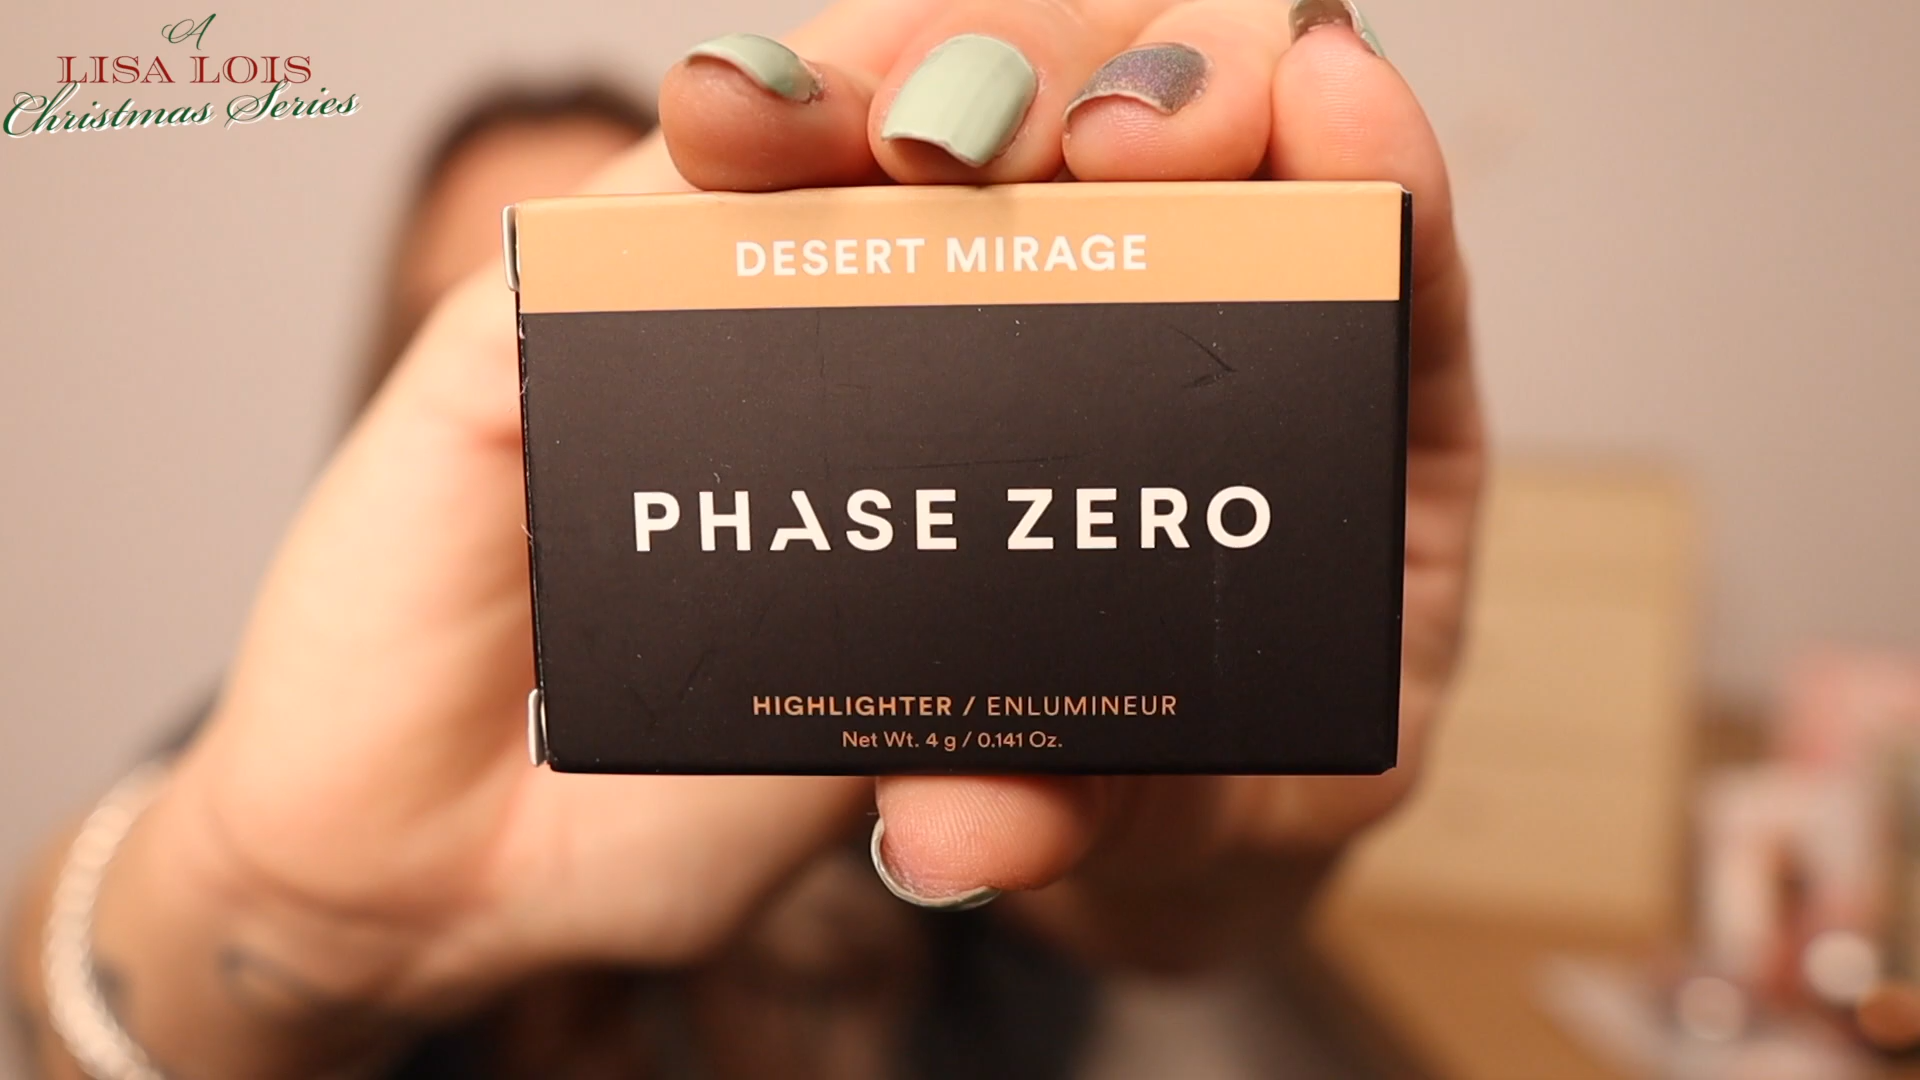 A
LISA LOIS
Christmas Series
DESERT MIRAGE
PHASE ZERO
HIGHLIGHTER / ENLUMINEUR
Net Wt. 4 g / 0.141 Oz.